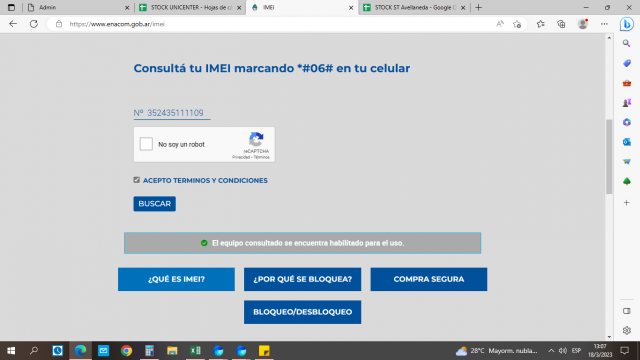 Admin
STOCK UNICENTER - Hojas de c
IMEI
STOCK ST Avellaneda - Google
https://www.enacom.gob.ar/imei
Consultá tu IMEI marcando *#06# en tu celular
Nº 352435111109
No soy un robot
reCAPTCHA
Privacidad - Términos
ACEPTO TERMINOS Y CONDICIONES
BUSCAR
El equipo consultado se encuentra habilitado para el uso.
¿QUÉ ES IMEI?
¿POR QUÉ SE BLOQUEA?
COMPRA SEGURA
BLOQUEO/DESBLOQUEO
28°C Mayorm. nubla...
ESP
13:07
18/3/2023